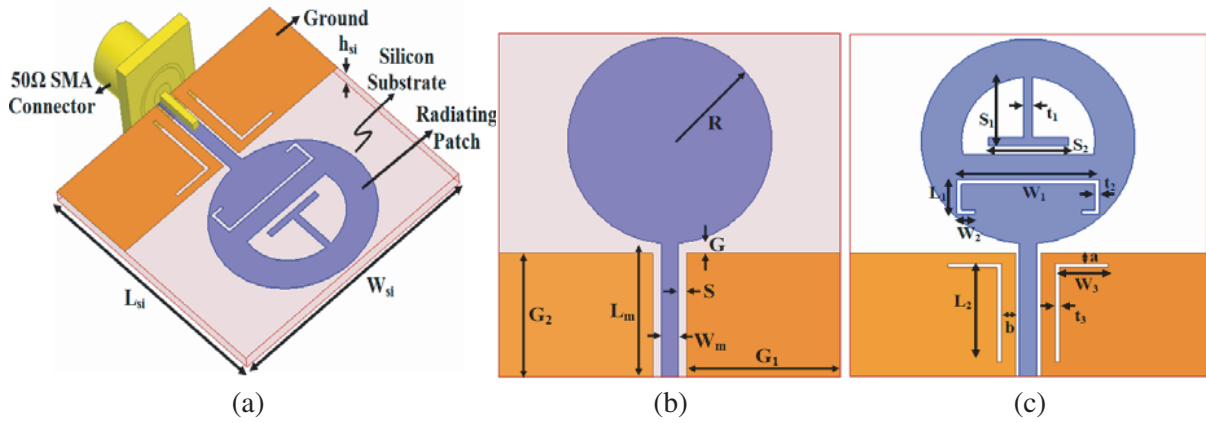 Ground
h_si
Silicon
Substrate
50Ω SMA
Connector
Radiating
Patch
L_si
W_si
(a)
R
G
S
G_2
L_m
W_m
G_1
(b)
S_1
t_1
S_2
L_1
W_1
t_2
W_2
a
W_3
L_2
b
t_3
(c)